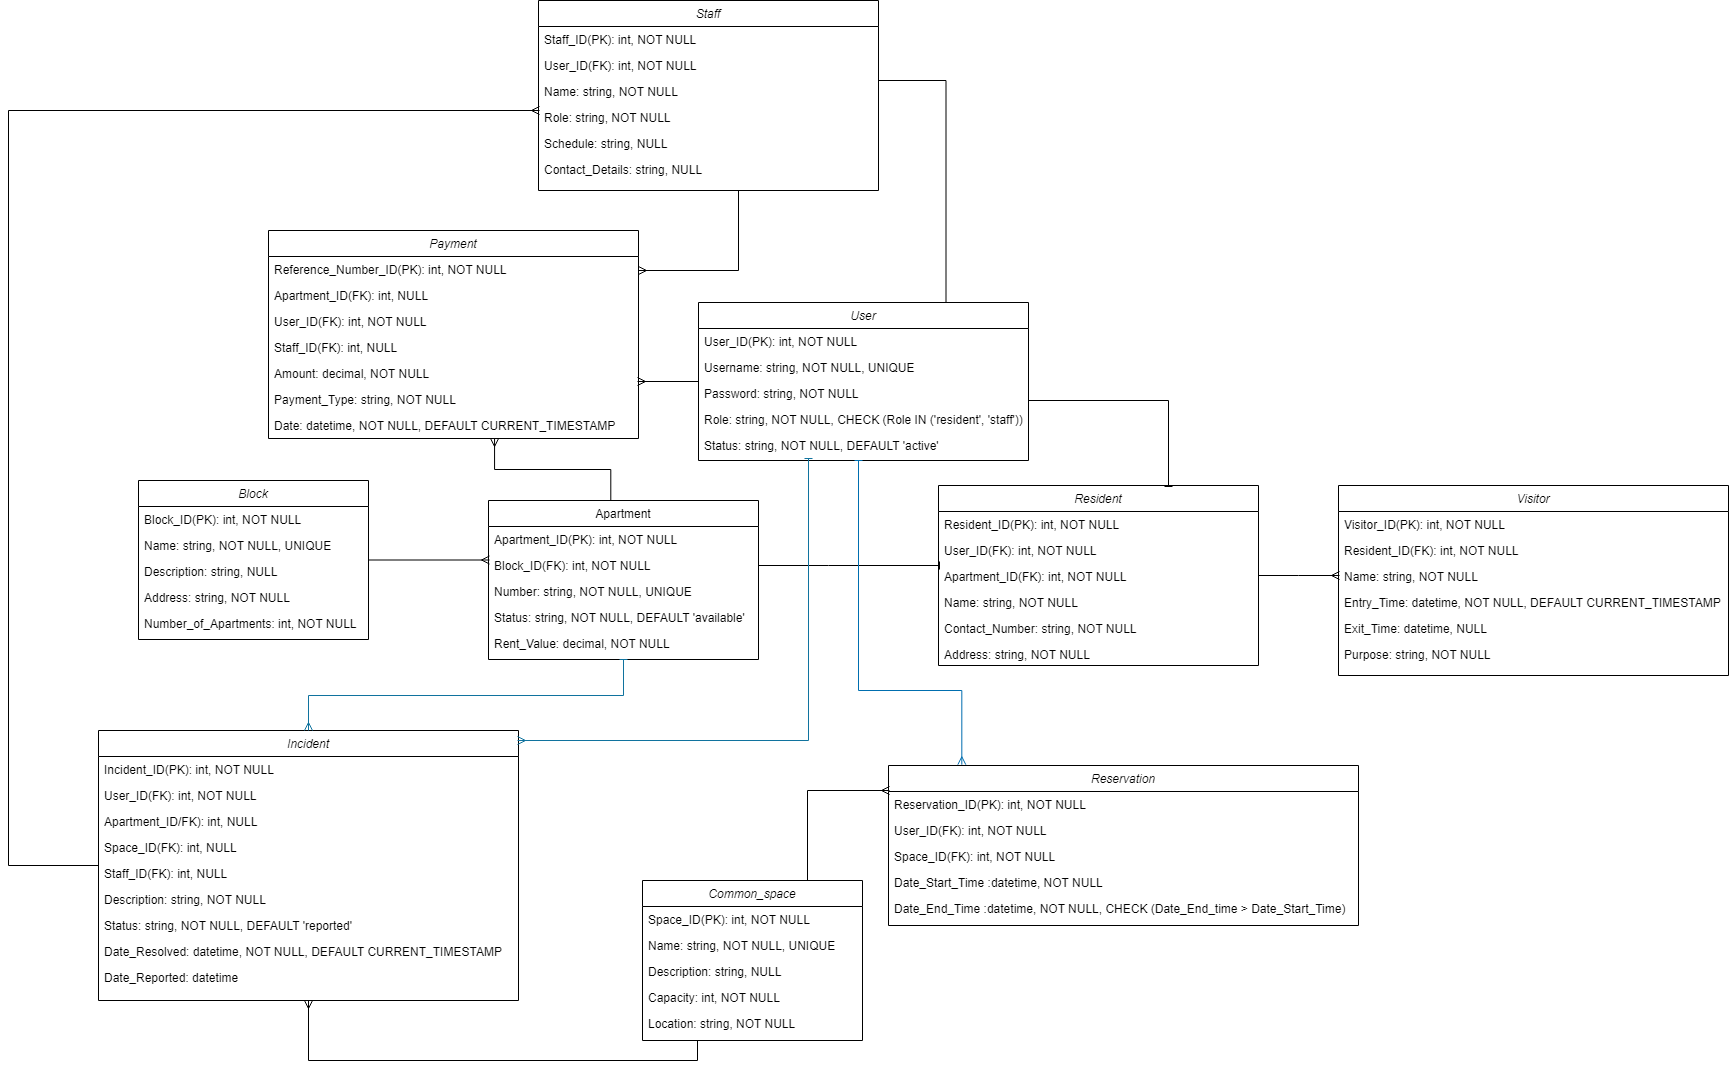 Staff
Staff_ID(PK): int, NOT NULL
User_ID(FK): int, NOT NULL
Name: string, NOT NULL
Role: string, NOT NULL
Schedule: string, NULL
Contact_Details: string, NULL
Payment
Reference_Number_ID(PK): int, NOT NULL
Apartment_ID(FK): int, NULL
User_ID(FK): int, NOT NULL
Staff_ID(FK): int, NULL
Amount: decimal, NOT NULL
Payment_Type: string, NOT NULL
Date: datetime, NOT NULL, DEFAULT CURRENT_TIMESTAMP
User
User_ID(PK): int, NOT NULL
Username: string, NOT NULL, UNIQUE
Password: string, NOT NULL
Role: string, NOT NULL, CHECK (Role IN ('resident', 'staff'))
Status: string, NOT NULL, DEFAULT 'active'
Block
Block_ID(PK): int, NOT NULL
Name: string, NOT NULL, UNIQUE
Description: string, NULL
Address: string, NOT NULL
Number_of_Apartments: int, NOT NULL
Apartment
Apartment_ID(PK): int, NOT NULL
Block_ID(FK): int, NOT NULL
Number: string, NOT NULL, UNIQUE
Status: string, NOT NULL, DEFAULT 'available'
Rent_Value: decimal, NOT NULL
Resident
Resident_ID(PK): int, NOT NULL
User_ID(FK): int, NOT NULL
Apartment_ID(FK): int, NOT NULL
Name: string, NOT NULL
Contact_Number: string, NOT NULL
Address: string, NOT NULL
Visitor
Visitor_ID(PK): int, NOT NULL
Resident_ID(FK): int, NOT NULL
Name: string, NOT NULL
Entry_Time: datetime, NOT NULL, DEFAULT CURRENT_TIMESTAMP
Exit_Time: datetime, NULL
Purpose: string, NOT NULL
Incident
Incident_ID(PK): int, NOT NULL
User_ID(FK): int, NOT NULL
Apartment_ID/FK): int, NULL
Space_ID(FK): int, NULL
Staff_ID(FK): int, NULL
Description: string, NOT NULL
Status: string, NOT NULL, DEFAULT 'reported'
Date_Resolved: datetime, NOT NULL, DEFAULT CURRENT_TIMESTAMP
Date_Reported: datetime
Reservation
Reservation_ID(PK): int, NOT NULL
User_ID(FK): int, NOT NULL
Space_ID(FK): int, NOT NULL
Date_Start_Time :datetime, NOT NULL
Date_End_Time :datetime, NOT NULL, CHECK (Date_End_time > Date_Start_Time)
Common_space
Space_ID(PK): int, NOT NULL
Name: string, NOT NULL, UNIQUE
Description: string, NULL
Capacity: int, NOT NULL
Location: string, NOT NULL